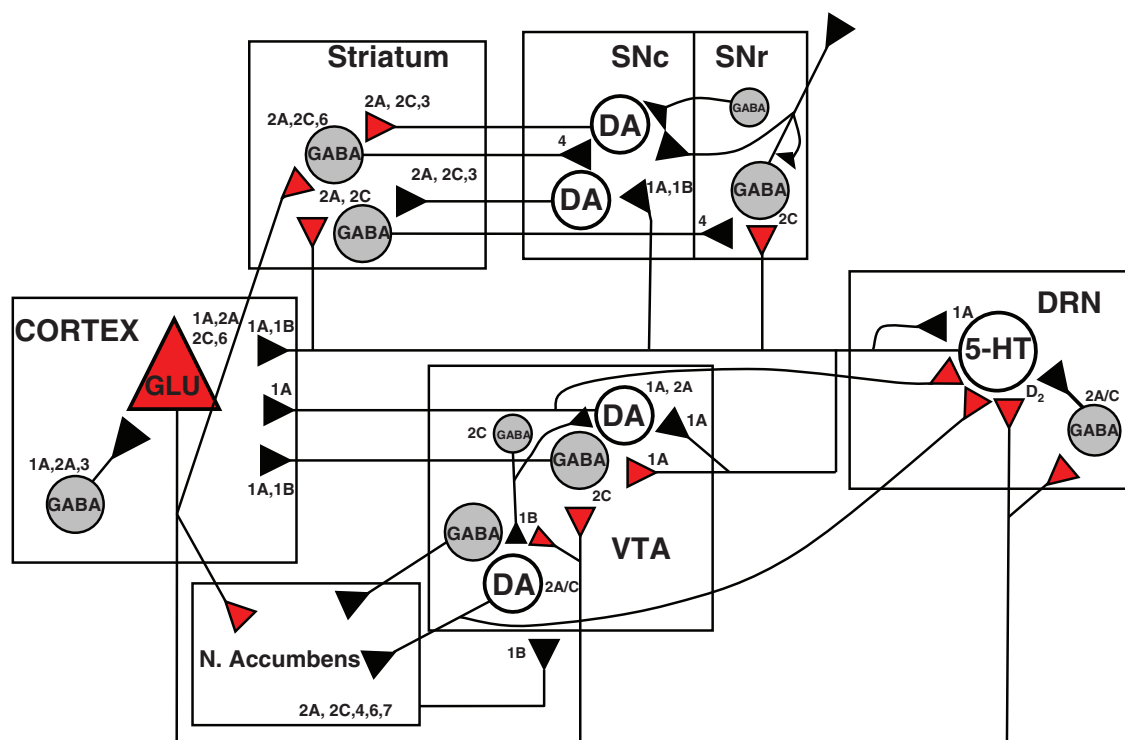 Striatum
SNc
SNr
2A, 2C,3
2A,2C,6
GABA
DA
GABA
4
2A, 2C,3
2A, 2C
GABA
DA
1A,1B
GABA
4
2C
CORTEX
1A,2A
2C,6
GLU
1A,1B
1A
1A,1B
1A,2A,3
GABA
DRN
1A
5-HT
D2
2A/C
GABA
1A, 2A
DA
1A
2C
GABA
GABA
1A
2C
GABA
1B
VTA
DA
2A/C
N. Accumbens
1B
2A, 2C,4,6,7